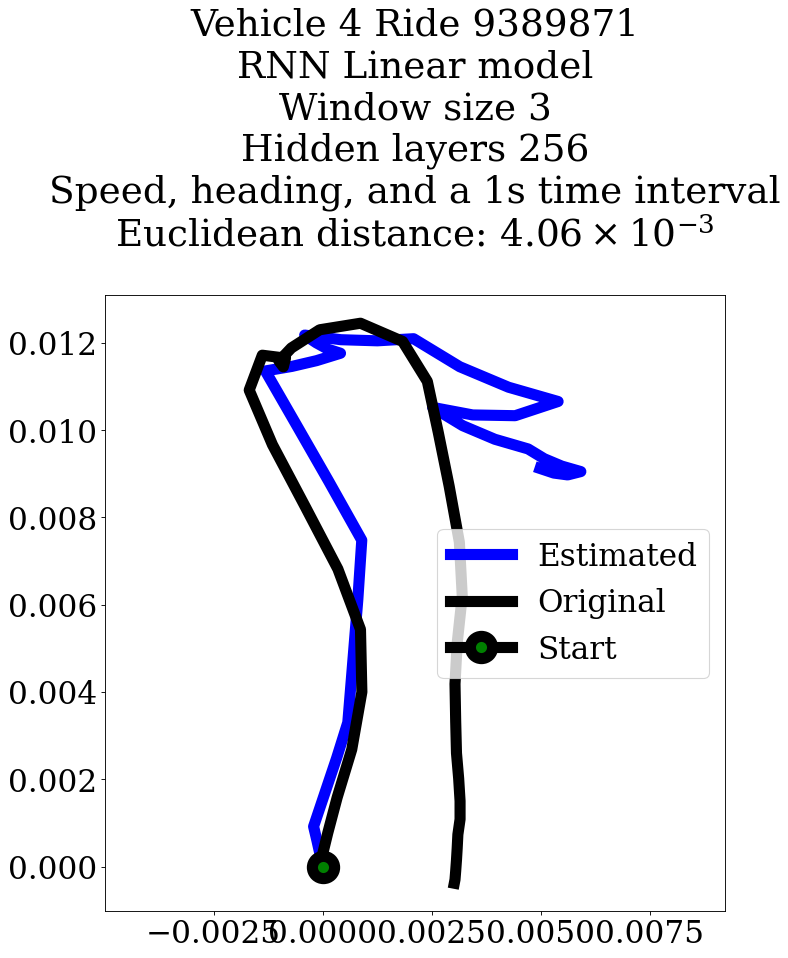 Vehicle 4 Ride 9389871
RNN Linear model
Window size 3
Hidden layers 256
Speed, heading, and a 1s time interval
Euclidean distance: 4.06 × 10⁻³
0.012
0.010
0.008
0.006
0.004
0.002
0.000
Estimated
Original
Start
−0.0025 0.0000 0.0025 0.0050 0.0075